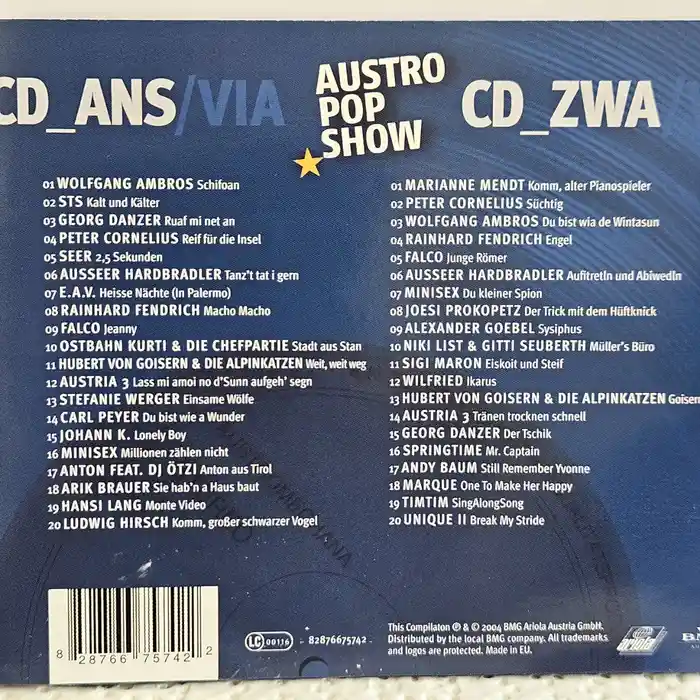 CD_ANS/VIA
AUSTRO
POP
SHOW
CD_ZWA
01 WOLFGANG AMBROS Schifoan
02 STS Kalt und Kälter
03 GEORG DANZER Ruaf mi net an
04 PETER CORNELIUS Reif für die Insel
05 SEER 2,5 Sekunden
06 AUSSEER HARDBRADLER Tanz't tat i gern
07 E.A.V. Heisse Nächte (In Palermo)
08 RAINHARD FENDRICH Macho Macho
09 FALCO Jeanny
10 OSTBAHN KURTI & DIE CHEFPARTIE Stadt aus Stan
11 HUBERT VON GOISERN & DIE ALPINKATZEN Weit, weit weg
12 AUSTRIA 3 Lass mi amoi no d'Sunn aufgeh' segn
13 STEFANIE WERGER Einsame Wölfe
14 CARL PEYER Du bist wie a Wunder
15 JOHANN K. Lonely Boy
16 MINISEX Millionen zählen nicht
17 ANTON FEAT. DJ ÖTZI Anton aus Tirol
18 ARIK BRAUER Sie hab'n a Haus baut
19 HANSI LANG Monte Video
20 LUDWIG HIRSCH Komm, großer schwarzer Vogel
01 MARIANNE MENDT Komm, alter Pianospieler
02 PETER CORNELIUS Süchtig
03 WOLFGANG AMBROS Du bist wia de Wintasun
04 RAINHARD FENDRICH Engel
05 FALCO Junge Römer
06 AUSSEER HARDBRADLER Aufitretln und Abiwedln
07 MINISEX Du kleiner Spion
08 JOESI PROKOPETZ Der Trick mit dem Hüftknick
09 ALEXANDER GOEBEL Sysiphus
10 NIKI LIST & GITTI SEUBERTH Müller's Büro
11 SIGI MARON Eiskoit und Steif
12 WILFRIED Ikarus
13 HUBERT VON GOISERN & DIE ALPINKATZEN Goisern
14 AUSTRIA 3 Tränen trocknen schnell
15 GEORG DANZER Der Tschik
16 SPRINGTIME Mr. Captain
17 ANDY BAUM Still Remember Yvonne
18 MARQUE One To Make Her Happy
19 TIMTIM SingAlongSong
20 UNIQUE II Break My Stride
8 28766 75742 2
LC 00116
82876675742
This Compilaton ℗ & © 2004 BMG Ariola Austria GmbH.
Distributed by the local BMG company. All trademarks
and logos are protected. Made in EU.
ariola